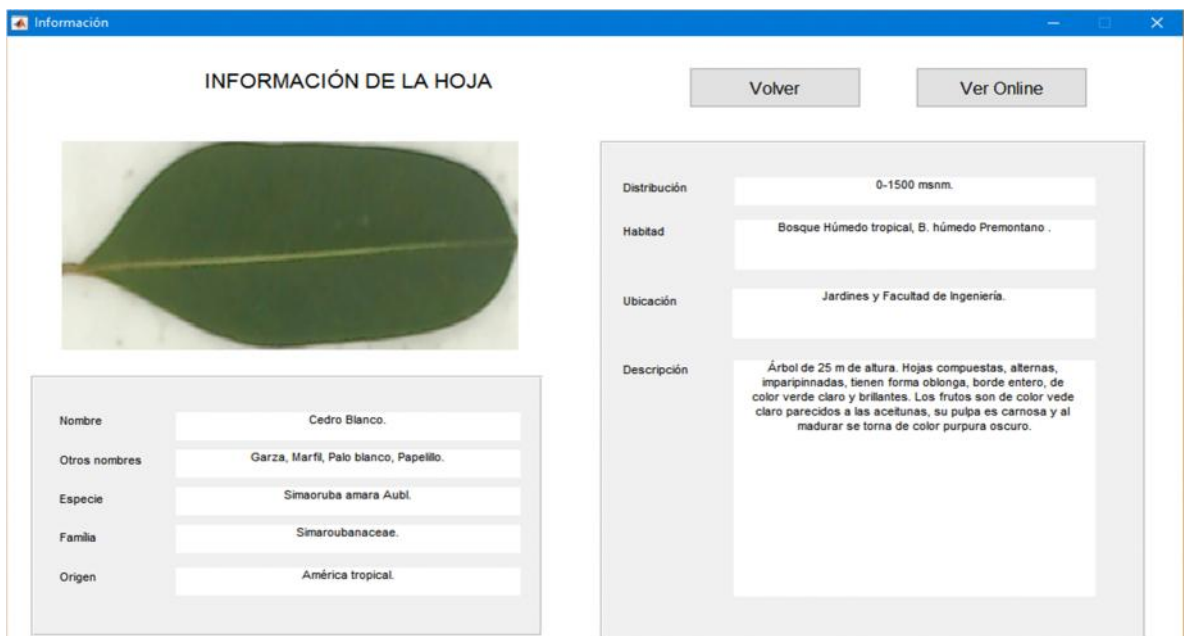 Información
INFORMACIÓN DE LA HOJA
Volver
Ver Online
Nombre
Cedro Blanco.
Otros nombres
Garza, Marfil, Palo blanco, Papelillo.
Especie
Simaoruba amara Aubl.
Família
Simaroubanaceae.
Origen
América tropical.
Distribución
0-1500 msnm.
Habitad
Bosque Húmedo tropical, B. húmedo Premontano .
Ubicación
Jardines y Facultad de Ingeniería.
Descripción
Árbol de 25 m de altura. Hojas compuestas, alternas,
imparipinnadas, tienen forma oblonga, borde entero, de
color verde claro y brillantes. Los frutos son de color vede
claro parecidos a las aceitunas, su pulpa es carnosa y al
madurar se torna de color purpura oscuro.